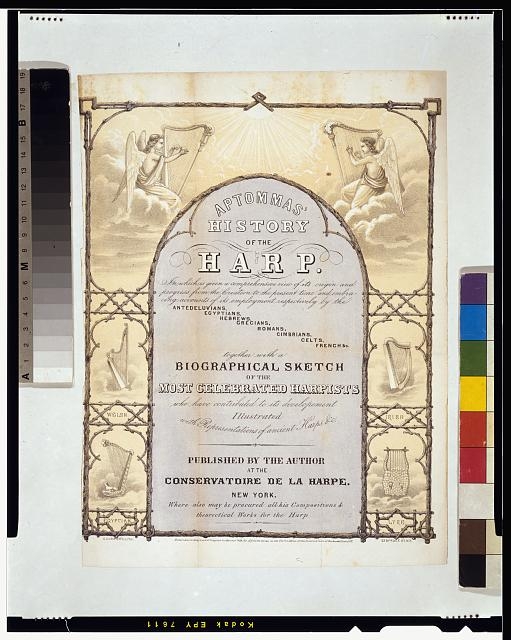 APTOMMAS'
HISTORY
OF THE
HARP.
In which is given a comprehensive view of its origin and
progress from the Creation to the present time and embra-
cing accounts of its employment respectively by the
ANTEDELUVIANS,
EGYPTIANS,
HEBREWS,
GRECIANS,
ROMANS,
CIMBRIANS,
CELTS,
FRENCH &c.
together with a
BIOGRAPHICAL SKETCH
OF THE
MOST CELEBRATED HARPISTS
who have contributed to its developement
Illustrated
with Representations of ancient Harps &c.
PUBLISHED BY THE AUTHOR
AT THE
CONSERVATOIRE DE LA HARPE.
NEW YORK.
Where also may be procured all his Compositions &
theoretical Works for the Harp
WELSH
IRISH
EGYPTIAN
LYRE
Kodak EPY 7611